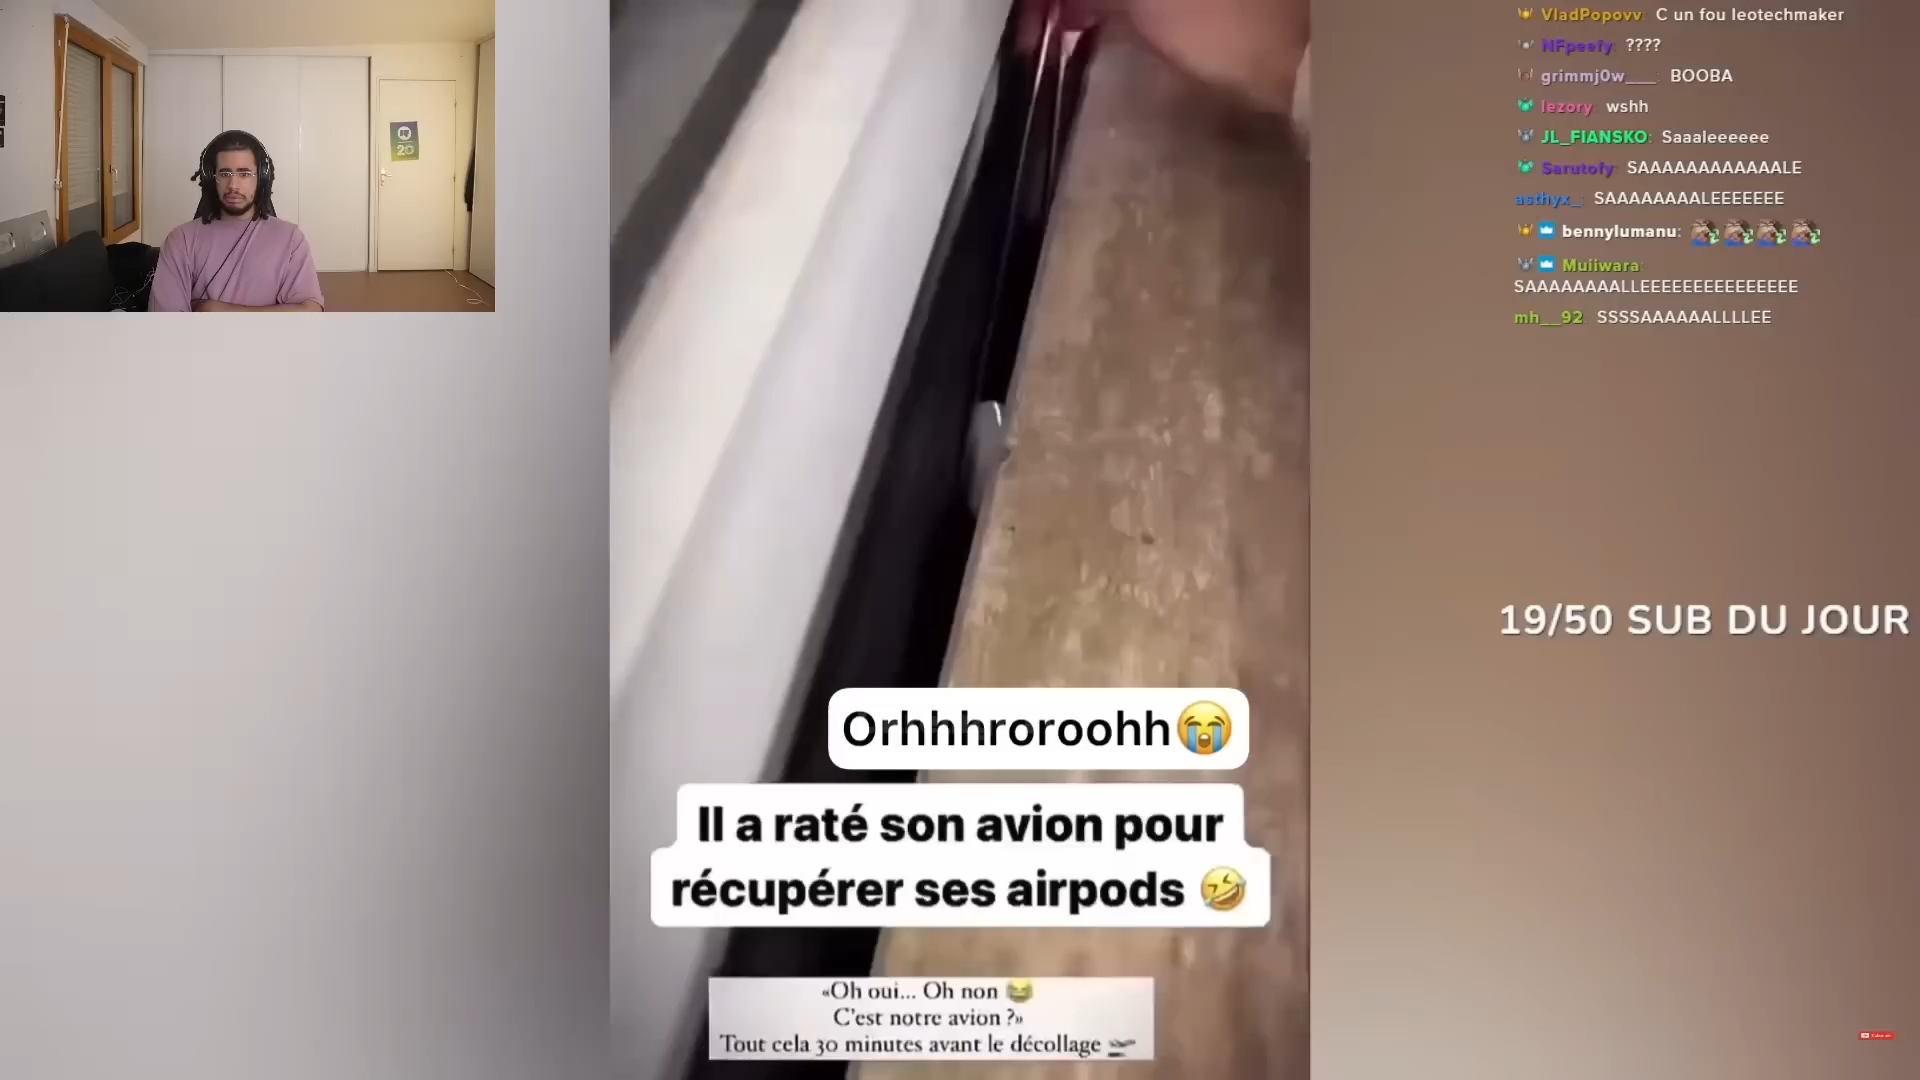 VladPopovv: C un fou leotechmaker
NFpeefy: ????
grimmj0w___: BOOBA
lezory: wshh
JL_FIANSKO: Saaaleeeeee
Sarutofy: SAAAAAAAAAAAALE
asthyx_: SAAAAAAAALEEEEEEE
bennylumanu:
Muiiwara:
SAAAAAAAALLEEEEEEEEEEEEEEE
mh__92: SSSSAAAAAALLLLEE
20
19/50 SUB DU JOUR
Orhhhroroohh😭
Il a raté son avion pour
récupérer ses airpods 🤣
«Oh oui... Oh non 😂
C'est notre avion ?»
Tout cela 30 minutes avant le décollage 🛫